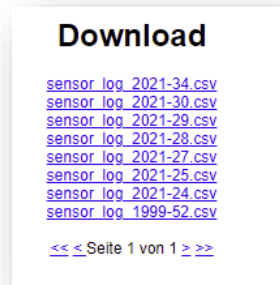 Download
sensor_log_2021-34.csv
sensor_log_2021-30.csv
sensor_log_2021-29.csv
sensor_log_2021-28.csv
sensor_log_2021-27.csv
sensor_log_2021-25.csv
sensor_log_2021-24.csv
sensor_log_1999-52.csv
<< < Seite 1 von 1 > >>